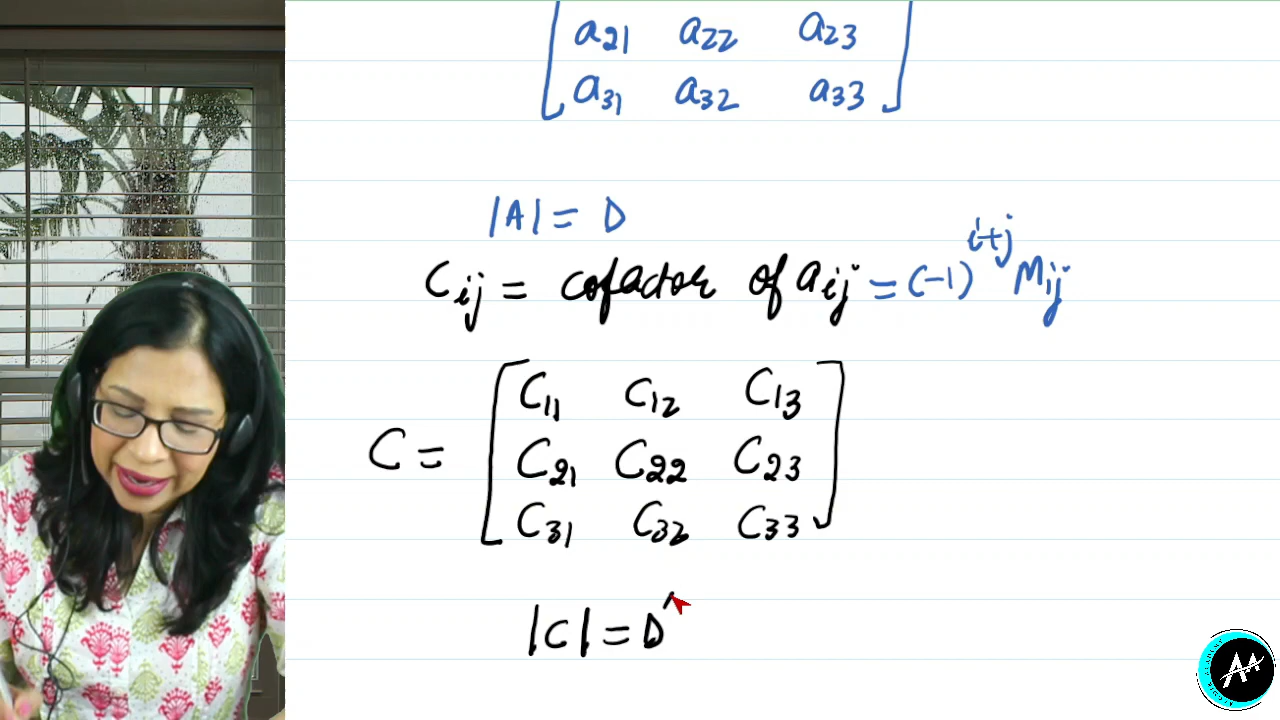 a21 a22 a23
a31 a32 a33
|A| = D
Cij = cofactor of aij = (-1)^i+j Mij
C11 C12 C13
C = C21 C22 C23
C31 C32 C33
|C| = D